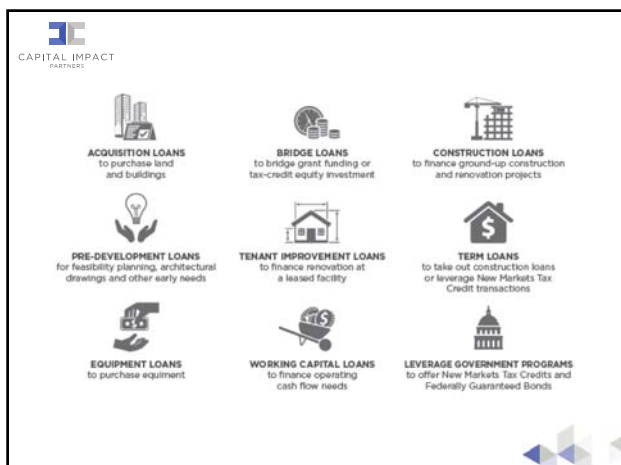 CAPITAL IMPACT
PARTNERS
ACQUISITION LOANS
to purchase land
and buildings
BRIDGE LOANS
to bridge grant funding or
tax-credit equity investment
CONSTRUCTION LOANS
to finance ground-up construction
and renovation projects
PRE-DEVELOPMENT LOANS
for feasibility planning, architectural
drawings and other early needs
TENANT IMPROVEMENT LOANS
to finance renovation at
a leased facility
TERM LOANS
to take out construction loans
or leverage New Markets Tax
Credit transactions
EQUIPMENT LOANS
to purchase equiment
WORKING CAPITAL LOANS
to finance operating
cash flow needs
LEVERAGE GOVERNMENT PROGRAMS
to offer New Markets Tax Credits and
Federally Guaranteed Bonds